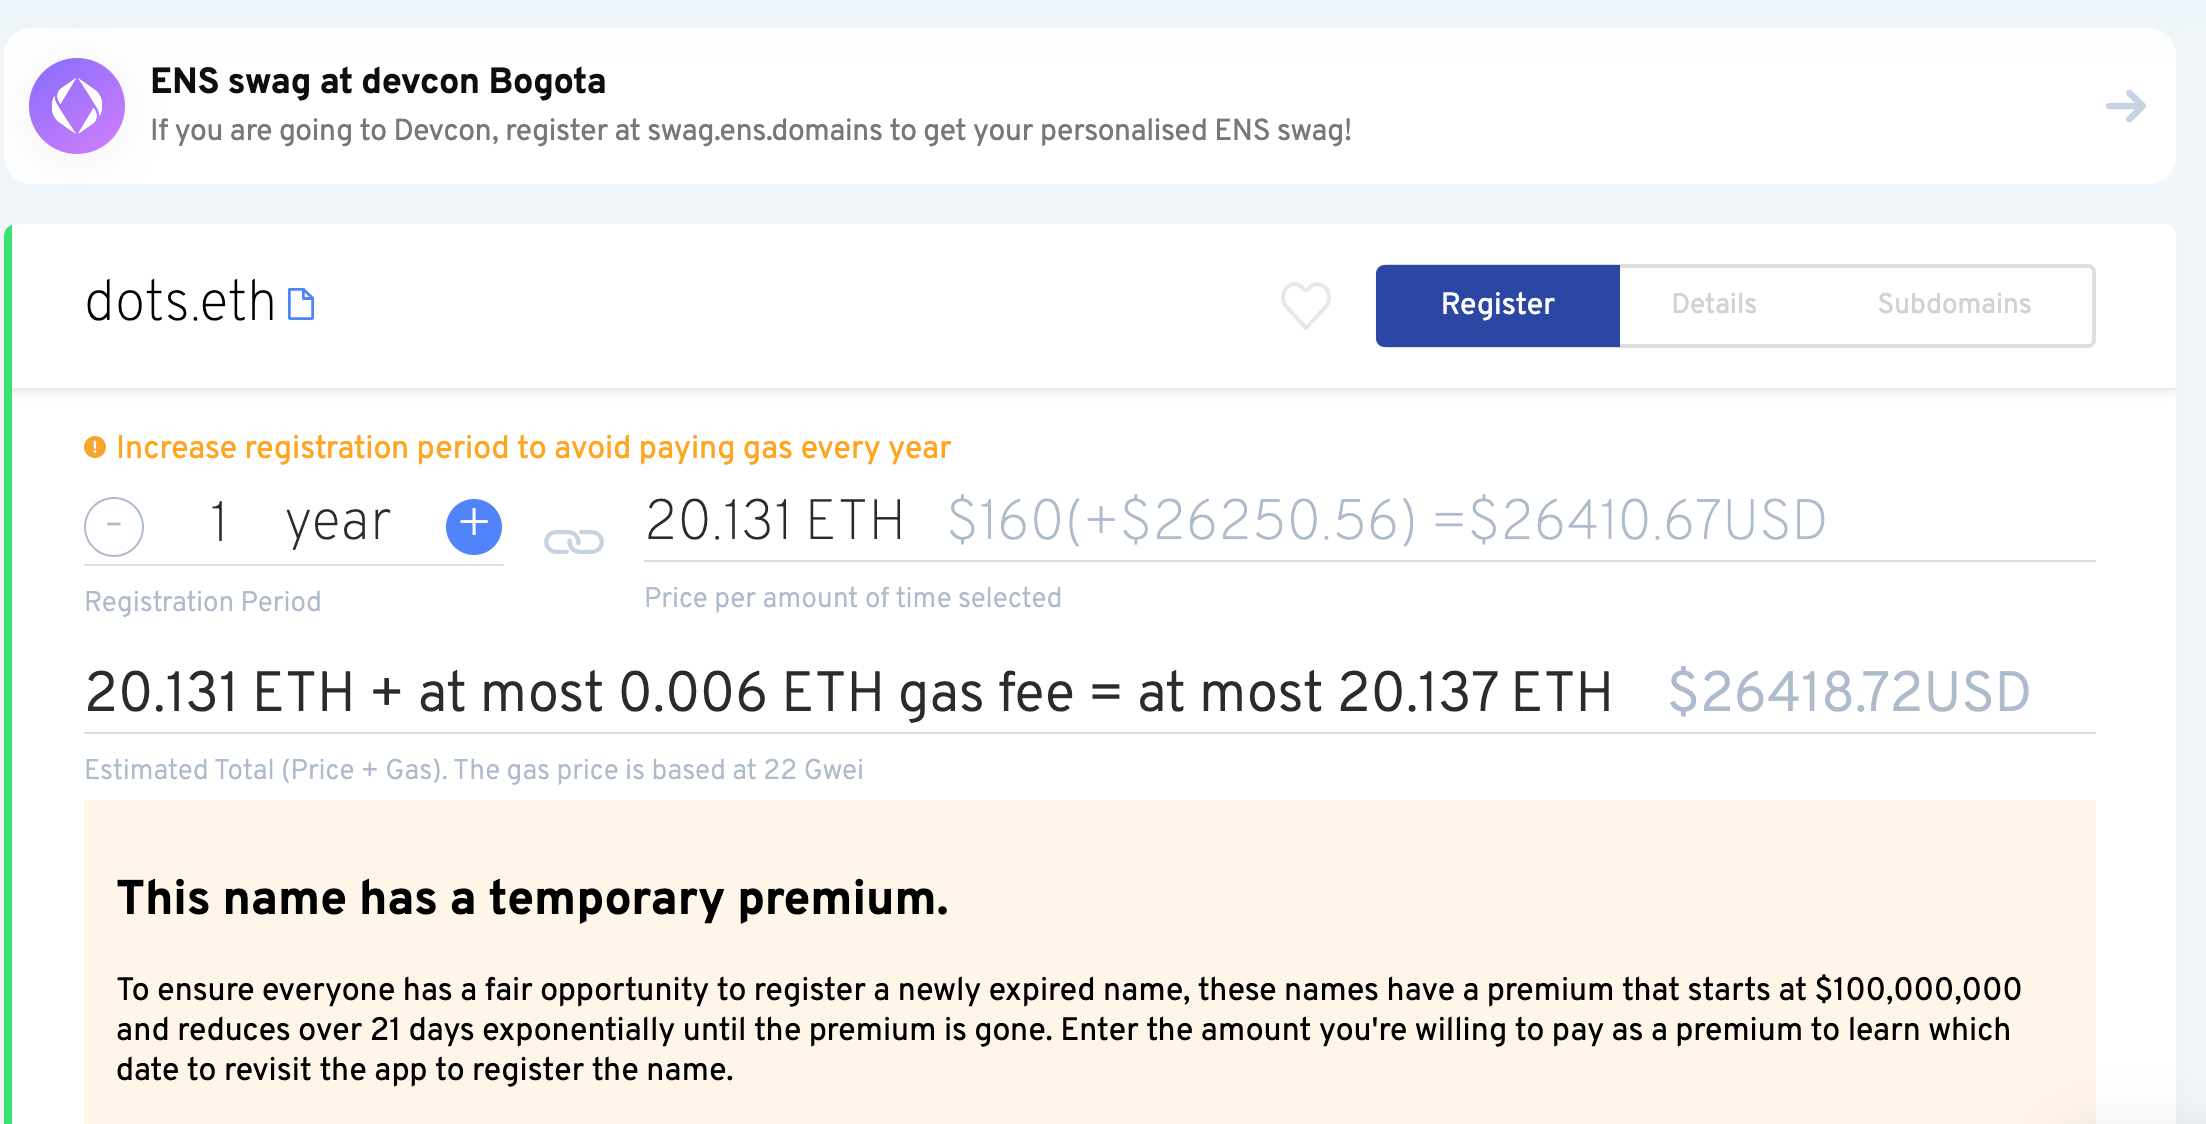 ENS swag at devcon Bogota
If you are going to Devcon, register at swag.ens.domains to get your personalised ENS swag!
dots.eth
Register Details Subdomains
Increase registration period to avoid paying gas every year
- 1 year + 20.131 ETH $160(+$26250.56) =$26410.67USD
Registration Period Price per amount of time selected
20.131 ETH + at most 0.006 ETH gas fee = at most 20.137 ETH $26418.72USD
Estimated Total (Price + Gas). The gas price is based at 22 Gwei
This name has a temporary premium.
To ensure everyone has a fair opportunity to register a newly expired name, these names have a premium that starts at $100,000,000
and reduces over 21 days exponentially until the premium is gone. Enter the amount you're willing to pay as a premium to learn which
date to revisit the app to register the name.